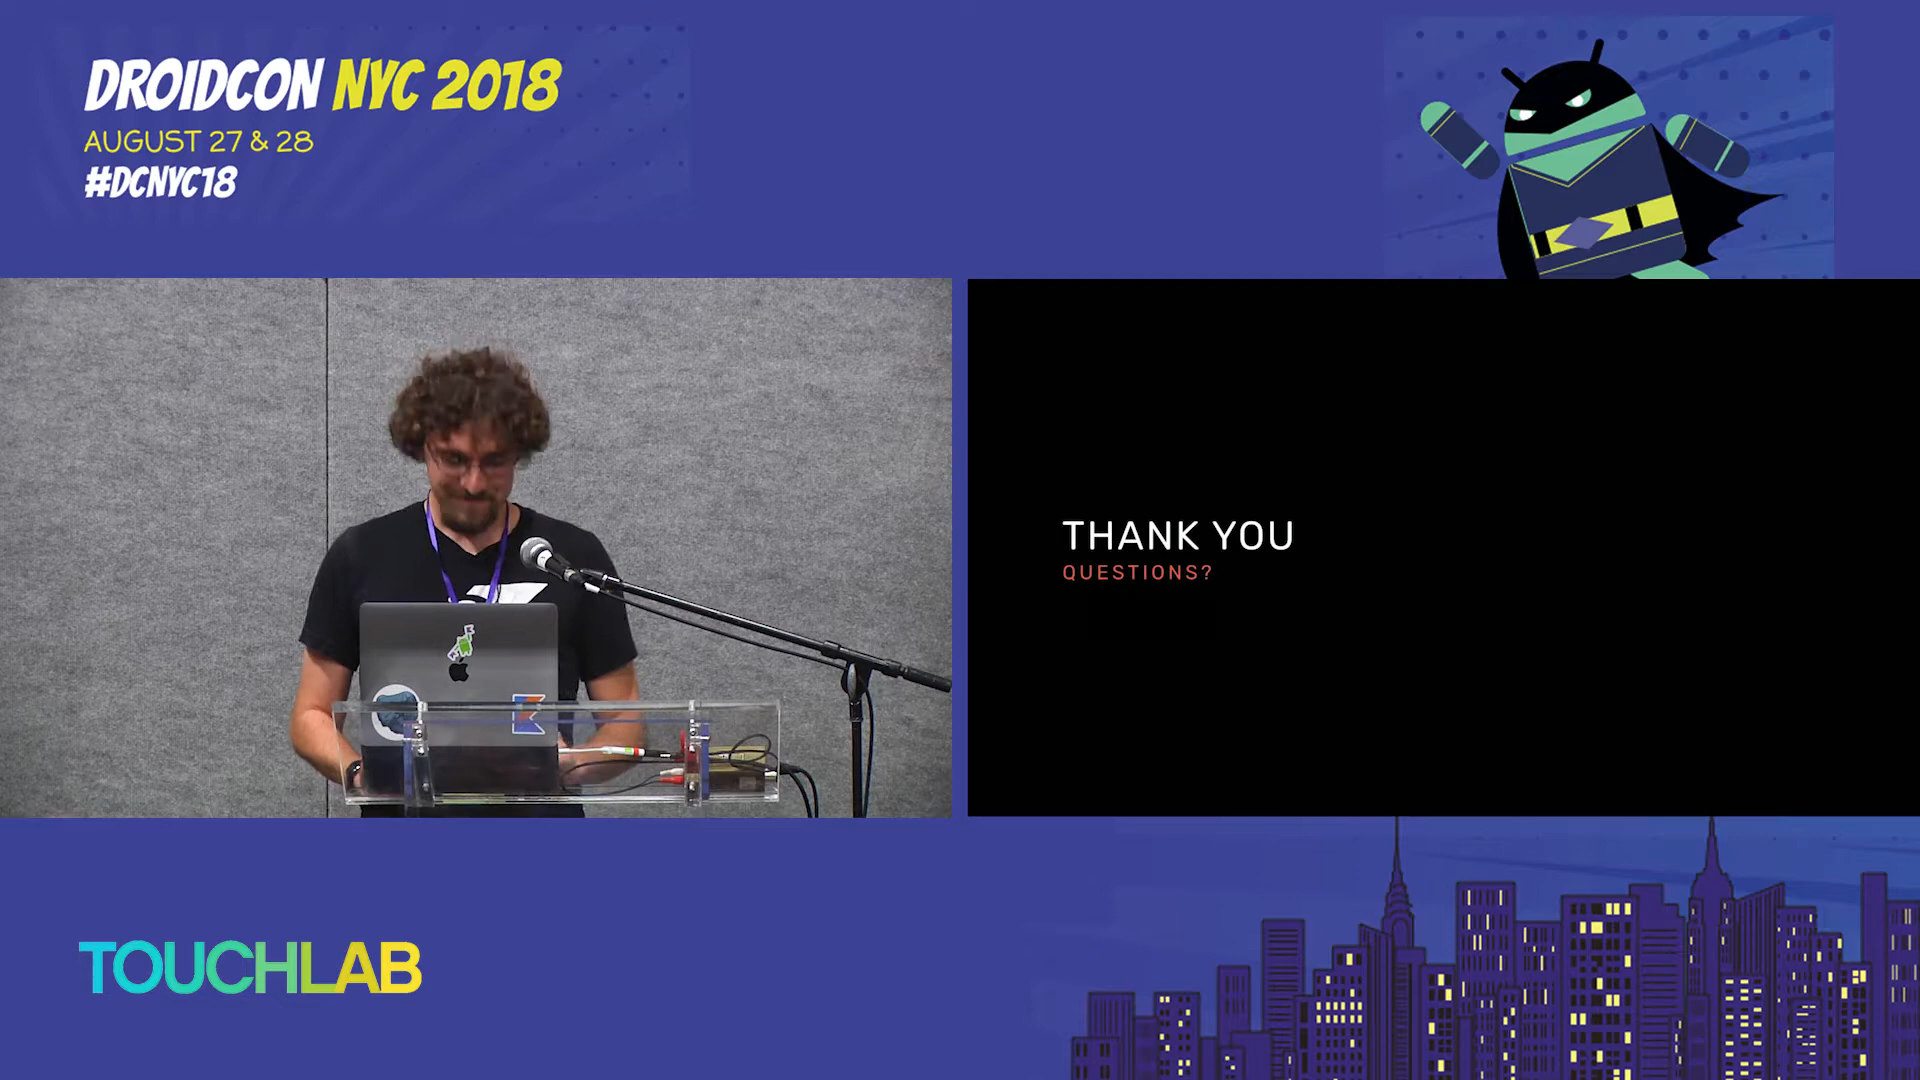 DROIDCON NYC 2018
AUGUST 27 & 28
#DCNYC18
THANK YOU
QUESTIONS?
TOUCHLAB